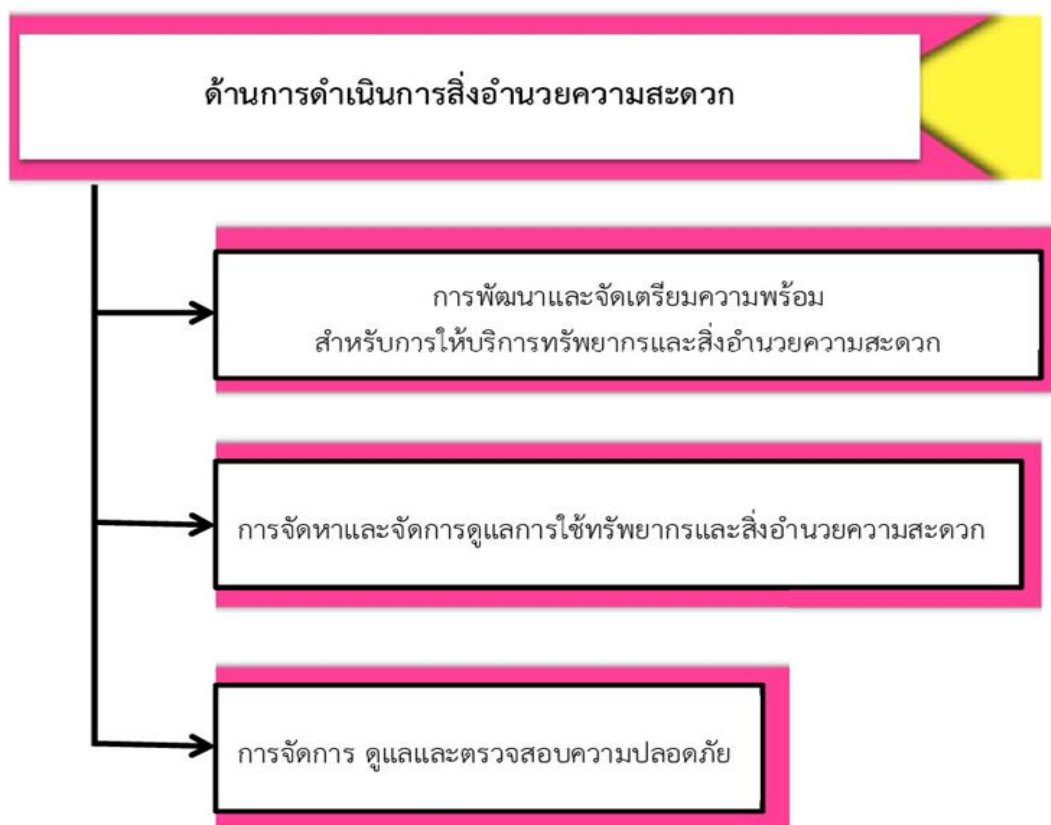 ด้านการดำเนินการสิ่งอำนวยความสะดวก
การพัฒนาและจัดเตรียมความพร้อม
สำหรับการให้บริการทรัพยากรและสิ่งอำนวยความสะดวก
การจัดหาและจัดการดูแลการใช้ทรัพยากรและสิ่งอำนวยความสะดวก
การจัดการ ดูแลและตรวจสอบความปลอดภัย